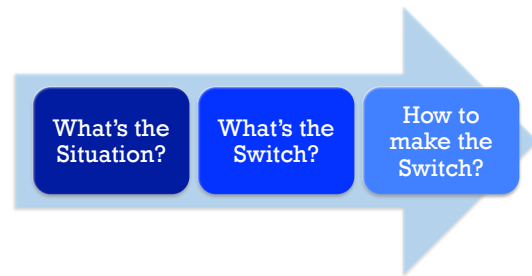 What's the
Situation?
What's the
Switch?
How to
make the
Switch?